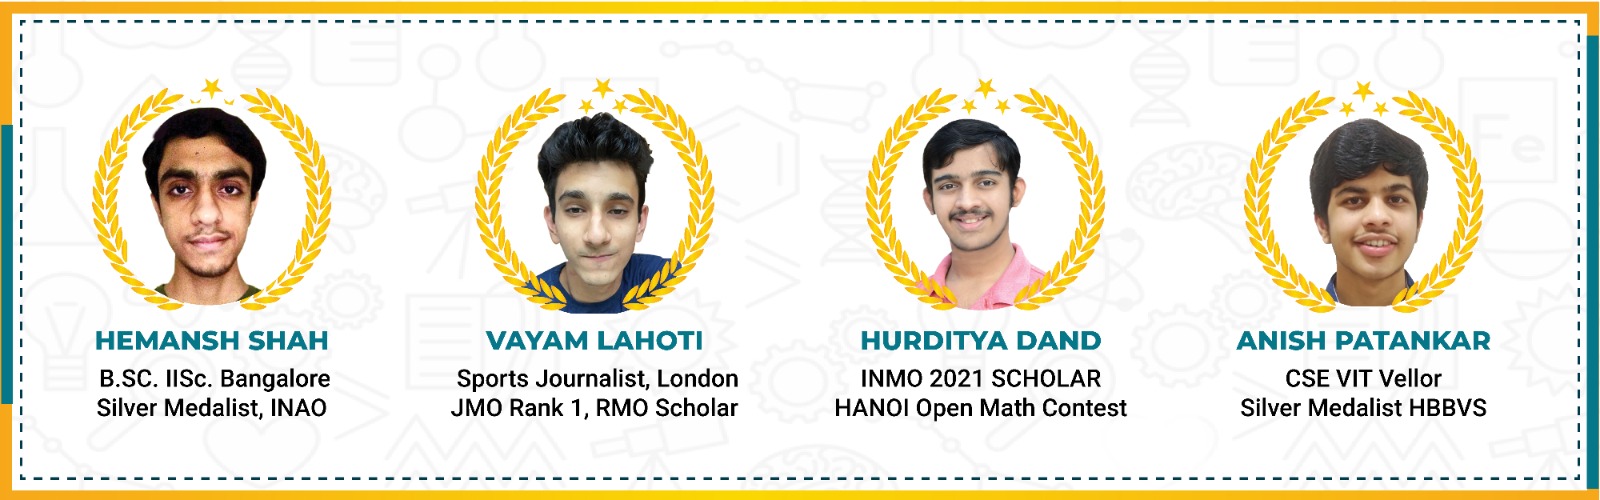 HEMANSH SHAH
B.SC. IISc. Bangalore
Silver Medalist, INAO
VAYAM LAHOTI
Sports Journalist, London
JMO Rank 1, RMO Scholar
HURDITYA DAND
INMO 2021 SCHOLAR
HANOI Open Math Contest
ANISH PATANKAR
CSE VIT Vellor
Silver Medalist HBBVS
Fe